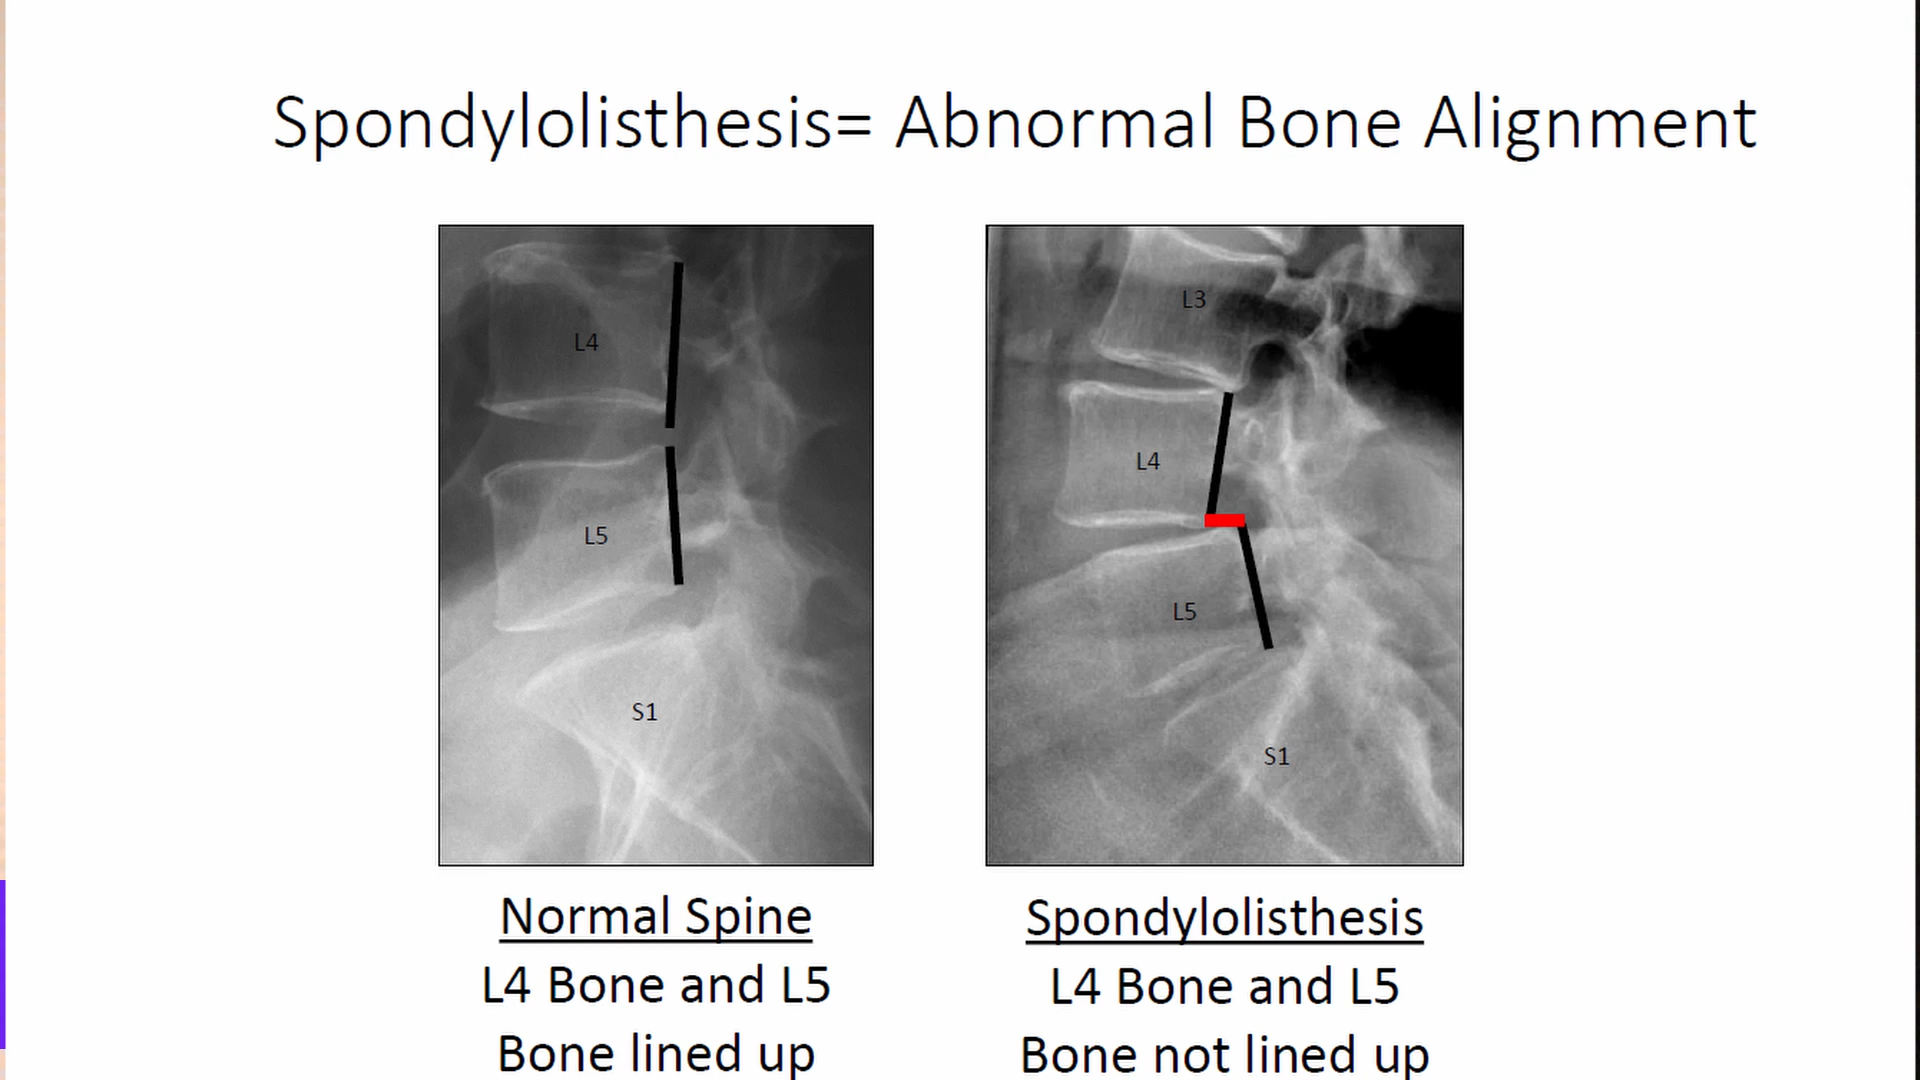 Spondylolisthesis= Abnormal Bone Alignment
L4
L5
S1
L3
L4
L5
S1
Normal Spine
L4 Bone and L5
Bone lined up
Spondylolisthesis
L4 Bone and L5
Bone not lined up